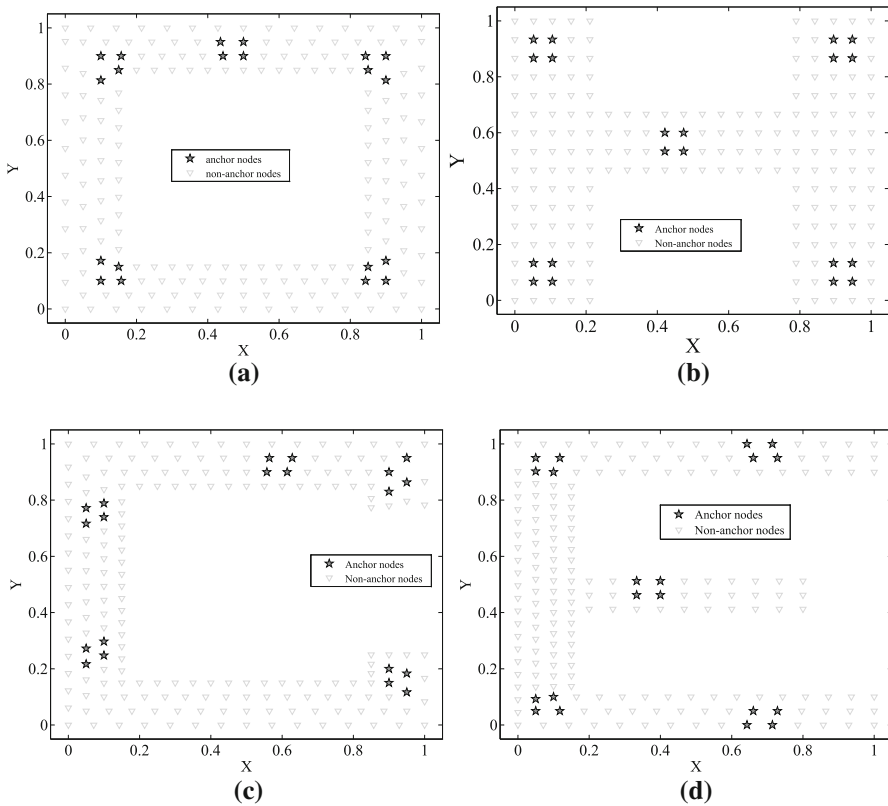 1
0.8
0.6
0.4
0.2
0
Y
anchor nodes
non-anchor nodes
0 0.2 0.4 0.6 0.8 1
X
(a)
1
0.8
0.6
0.4
0.2
0
Y
Anchor nodes
Non-anchor nodes
0 0.2 0.4 0.6 0.8 1
X
(b)
1
0.8
0.6
0.4
0.2
0
Y
Anchor nodes
Non-anchor nodes
0 0.2 0.4 0.6 0.8 1
X
(c)
1
0.8
0.6
0.4
0.2
0
Y
Anchor nodes
Non-anchor nodes
0 0.2 0.4 0.6 0.8 1
X
(d)